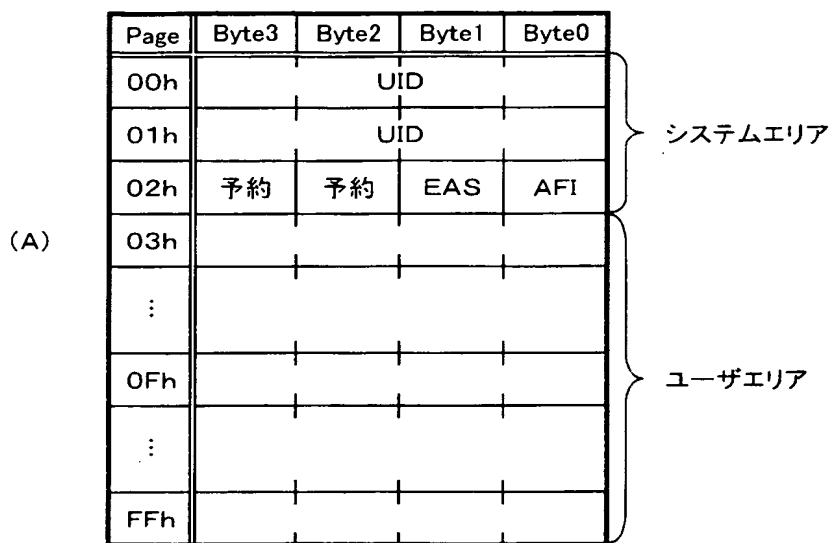 Page Byte3 Byte2 Byte1 Byte0
00h UID
01h UID
システムエリア
02h 予約 予約 EAS AFI
(A)
03h
⋮
0Fh
ユーザエリア
⋮
FFh